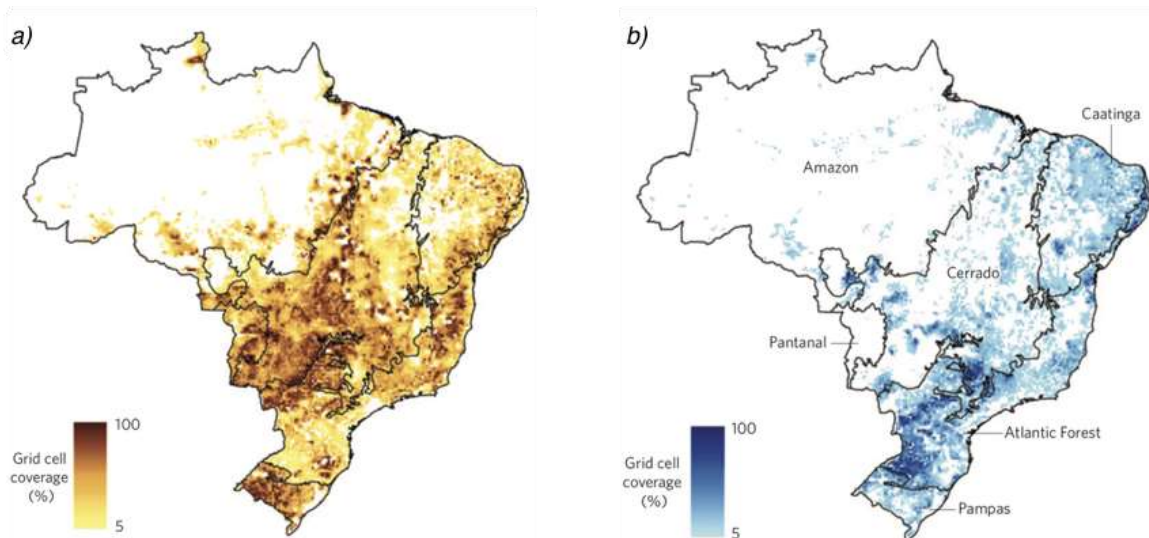 a)
100
Grid cell
coverage
(%)
5
b)
Caatinga
Amazon
Cerrado
Pantanal
100
Atlantic Forest
Grid cell
coverage
(%)
Pampas
5